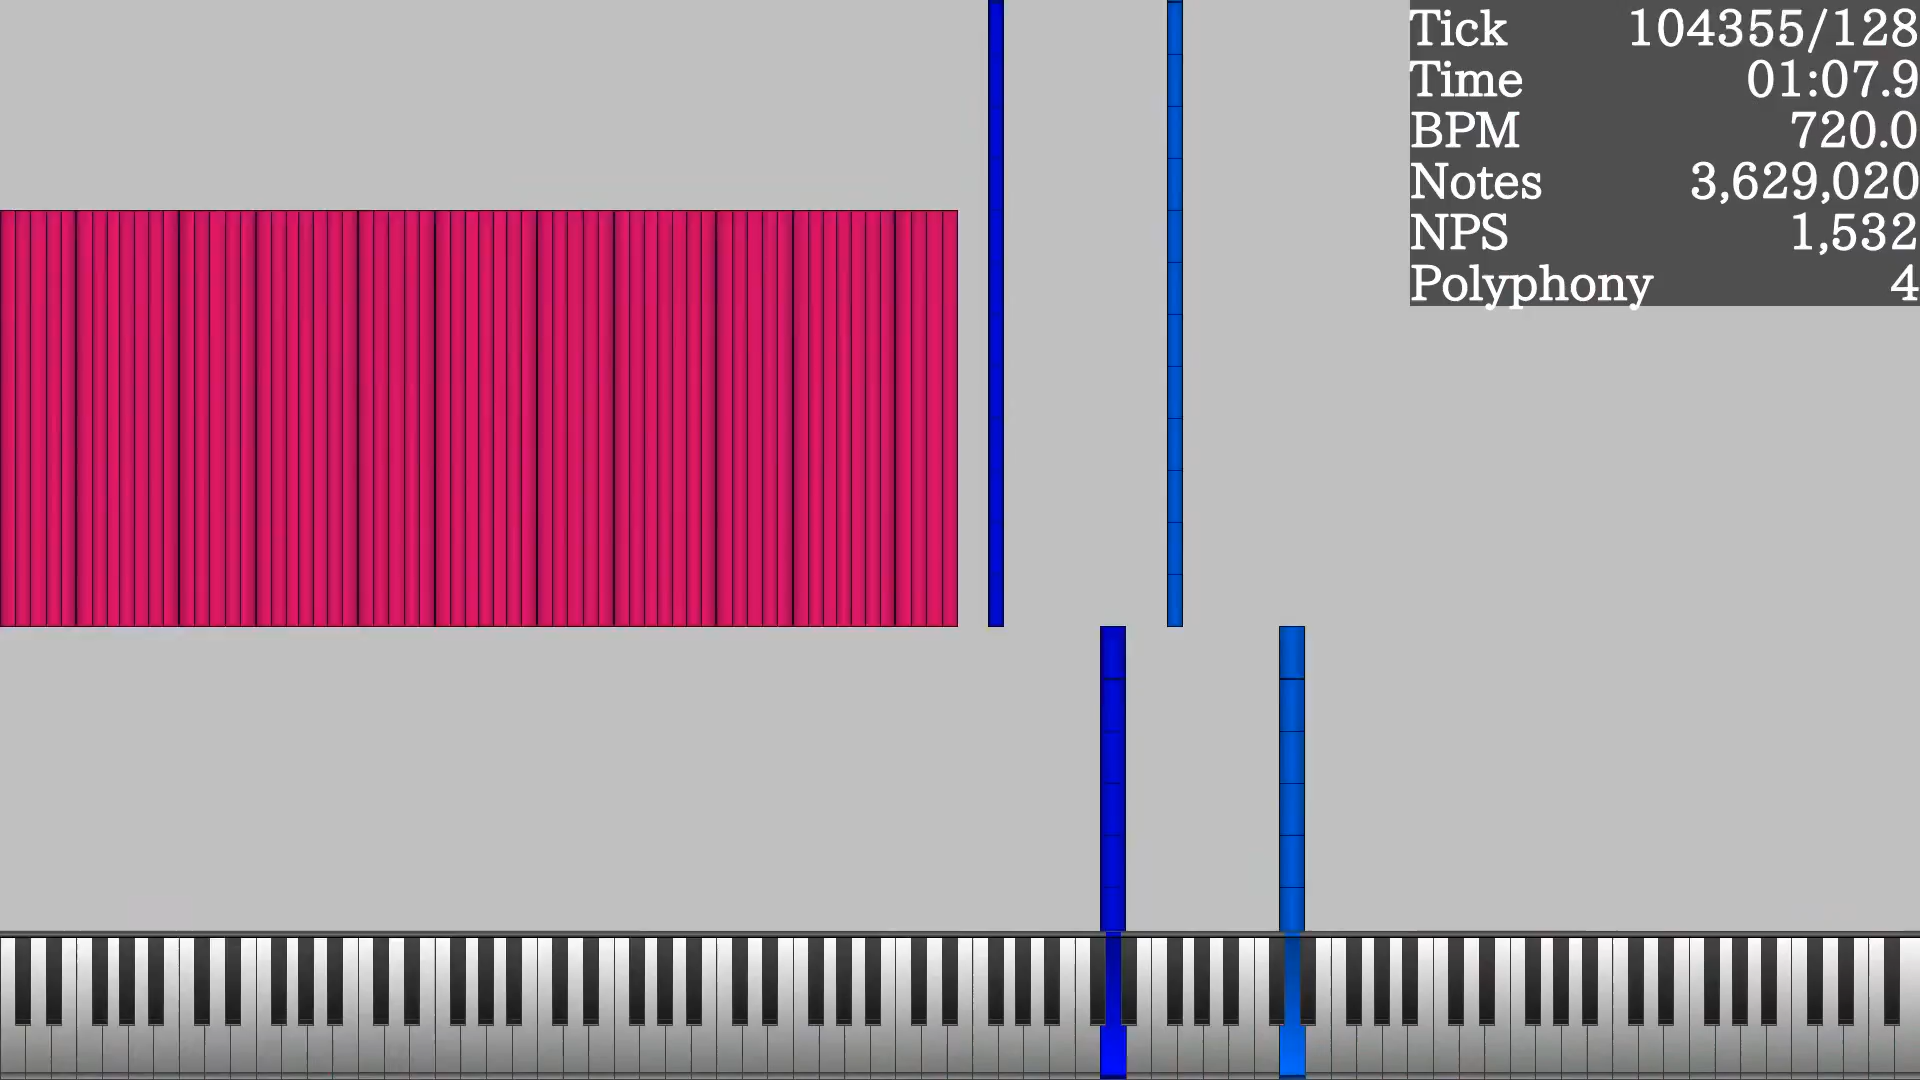 Tick 104355/128
Time 01:07.9
BPM 720.0
Notes 3,629,020
NPS 1,532
Polyphony 4